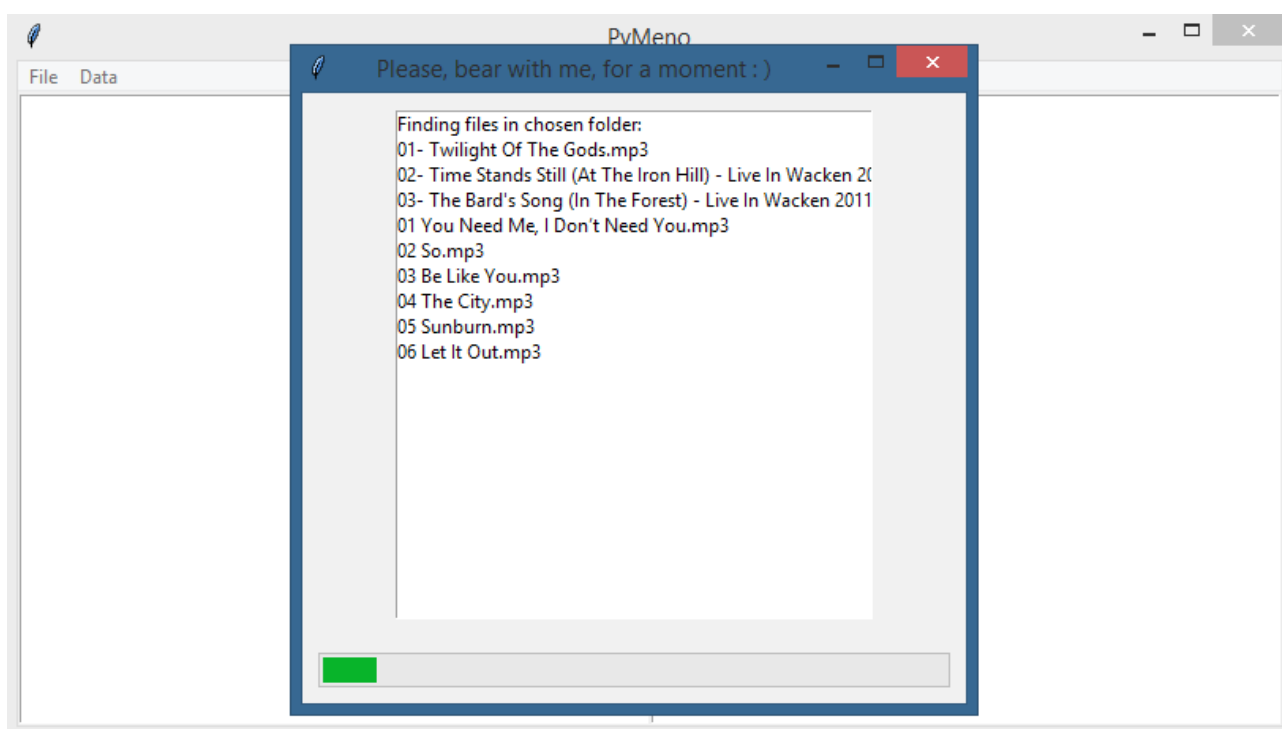 PyMeno
File Data
Please, bear with me, for a moment : )
Finding files in chosen folder:
01- Twilight Of The Gods.mp3
02- Time Stands Still (At The Iron Hill) - Live In Wacken 20
03- The Bard's Song (In The Forest) - Live In Wacken 2011
01 You Need Me, I Don't Need You.mp3
02 So.mp3
03 Be Like You.mp3
04 The City.mp3
05 Sunburn.mp3
06 Let It Out.mp3